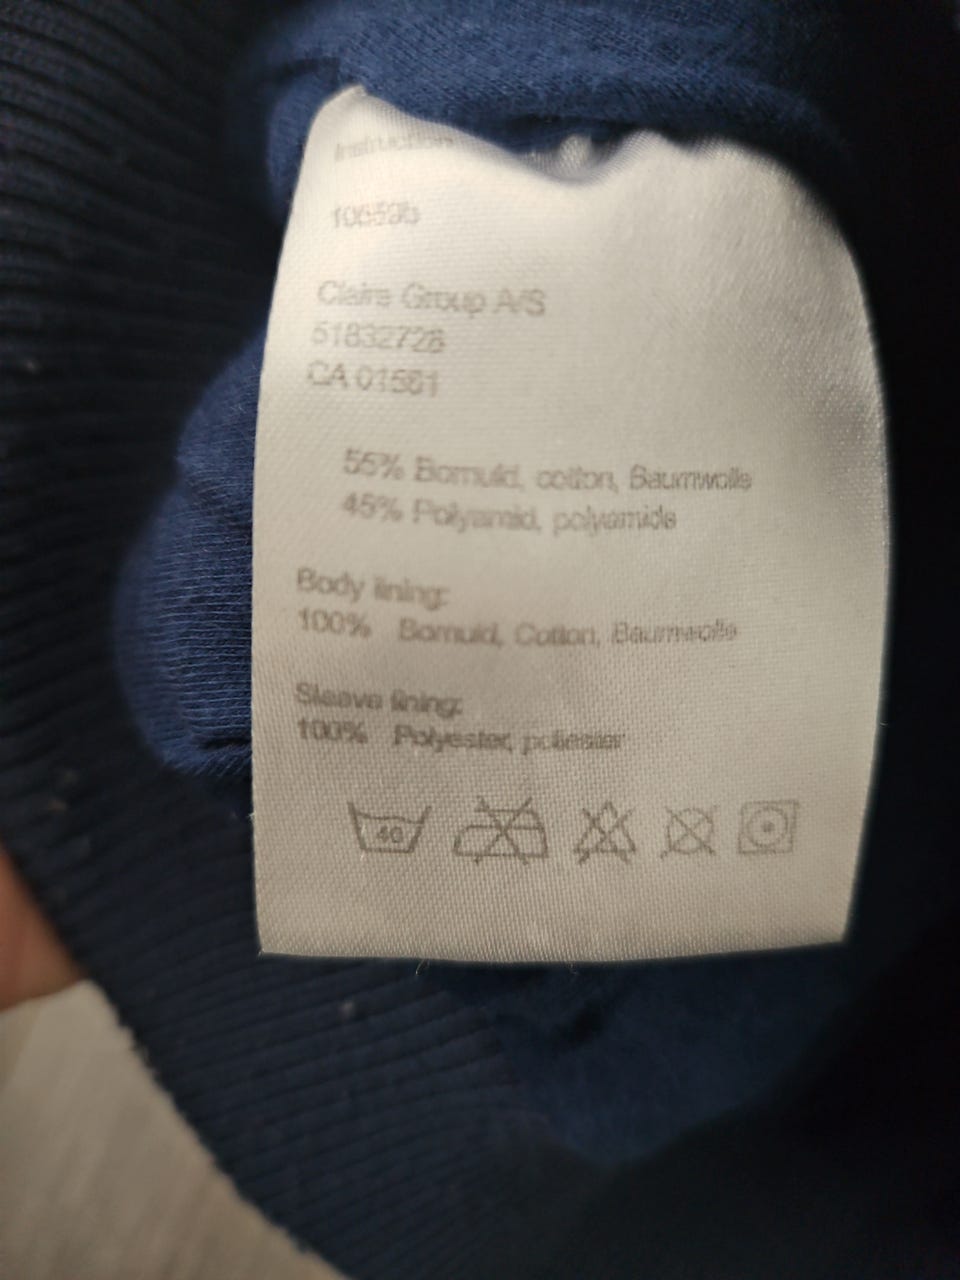 Instruction
Claire Group A/S
51832728
CA 01561
55% Bomuld, cotton, Baumwolle
45% Polyamid, polyamide
Body lining:
100% Bomuld, Cotton, Baumwolle
Sleeve lining:
100% Polyester, poliester
40